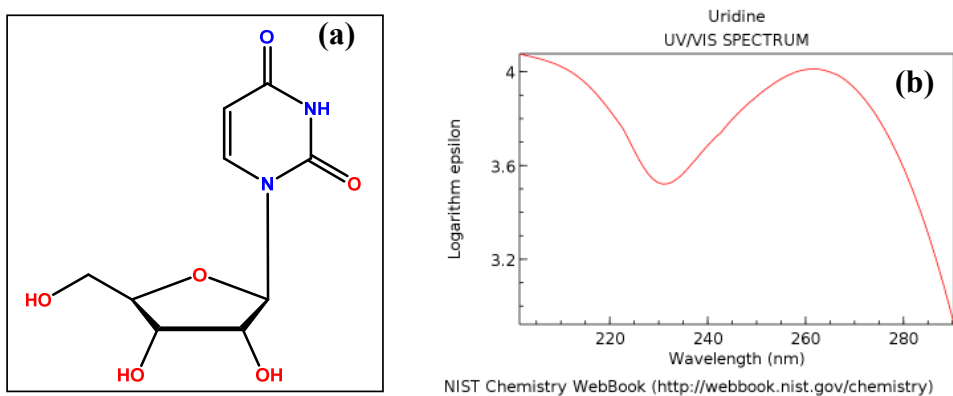 (a)
O
NH
N
O
O
HO
HO
OH
Uridine
UV/VIS SPECTRUM
(b)
4
3.6
3.2
Logarithm epsilon
220 240 260 280
Wavelength (nm)
NIST Chemistry WebBook (http://webbook.nist.gov/chemistry)